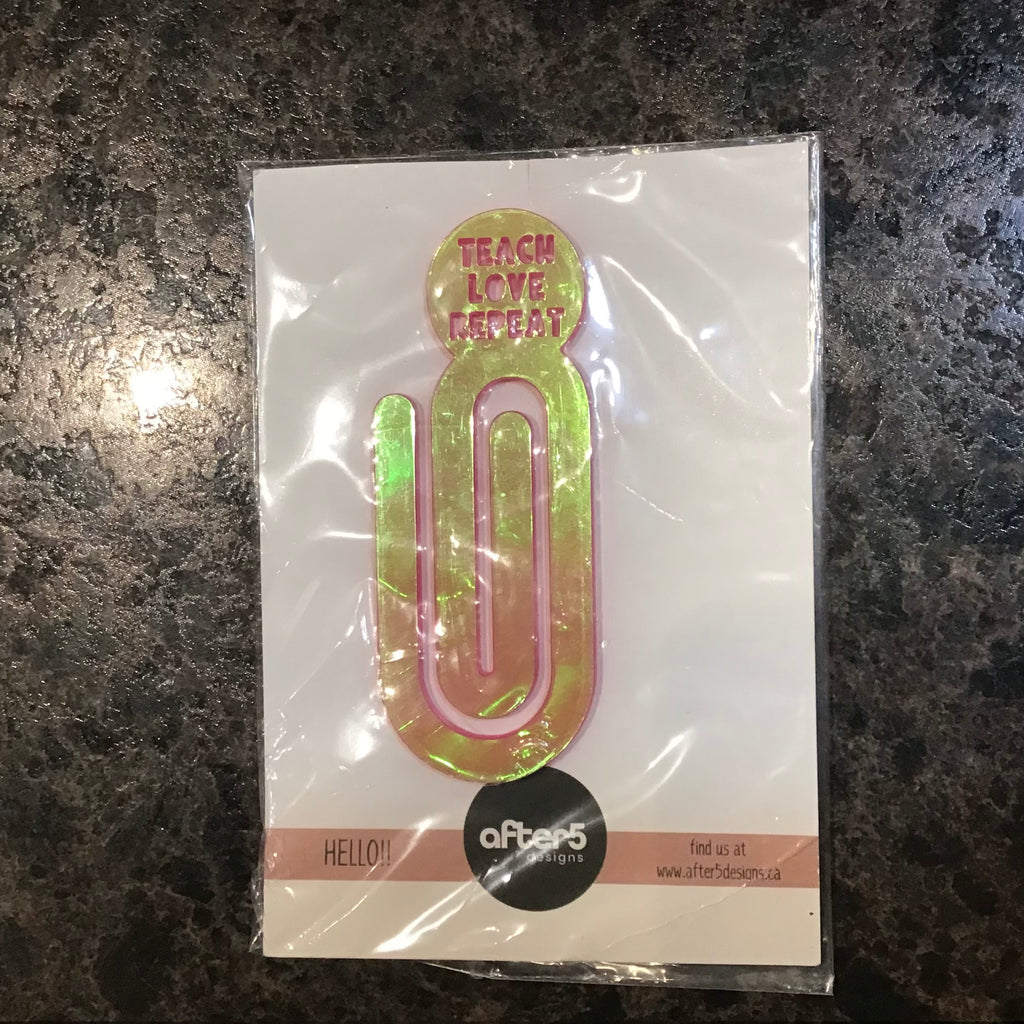 TEACH
LOVE
REPEAT
HELLO!!
after5
designs
find us at
www.after5designs.ca